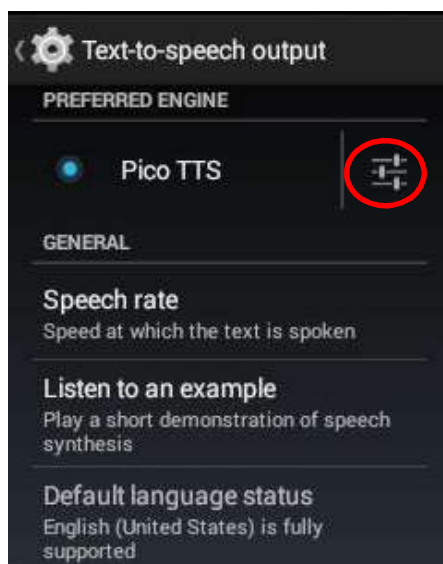 Text-to-speech output
PREFERRED ENGINE
Pico TTS
GENERAL
Speech rate
Speed at which the text is spoken
Listen to an example
Play a short demonstration of speech
synthesis
Default language status
English (United States) is fully
supported